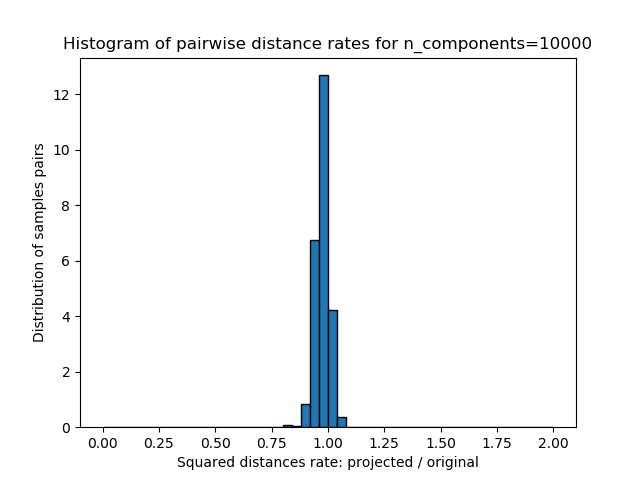 Histogram of pairwise distance rates for n_components=10000
Distribution of samples pairs
12
10
8
6
4
2
0
0.00 0.25 0.50 0.75 1.00 1.25 1.50 1.75 2.00
Squared distances rate: projected / original